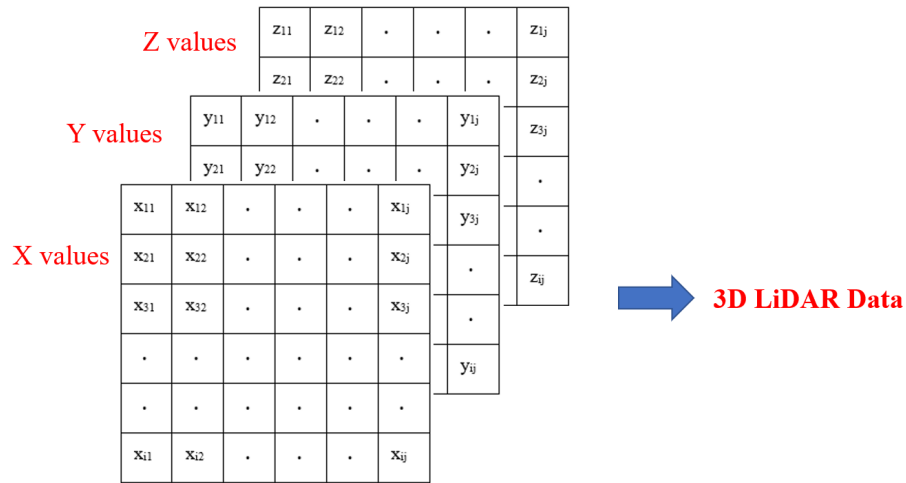 Z values
z11 z12 . . . z1j
z21 z22 . . . z2j
z3j
.
.
zij
Y values
y11 y12 . . . y1j
y21 y22 . . . y2j
y3j
.
.
yij
X values
x11 x12 . . . x1j
x21 x22 . . . x2j
x31 x32 . . . x3j
. . . . . .
. . . . . .
xi1 xi2 . . . xij
3D LiDAR Data